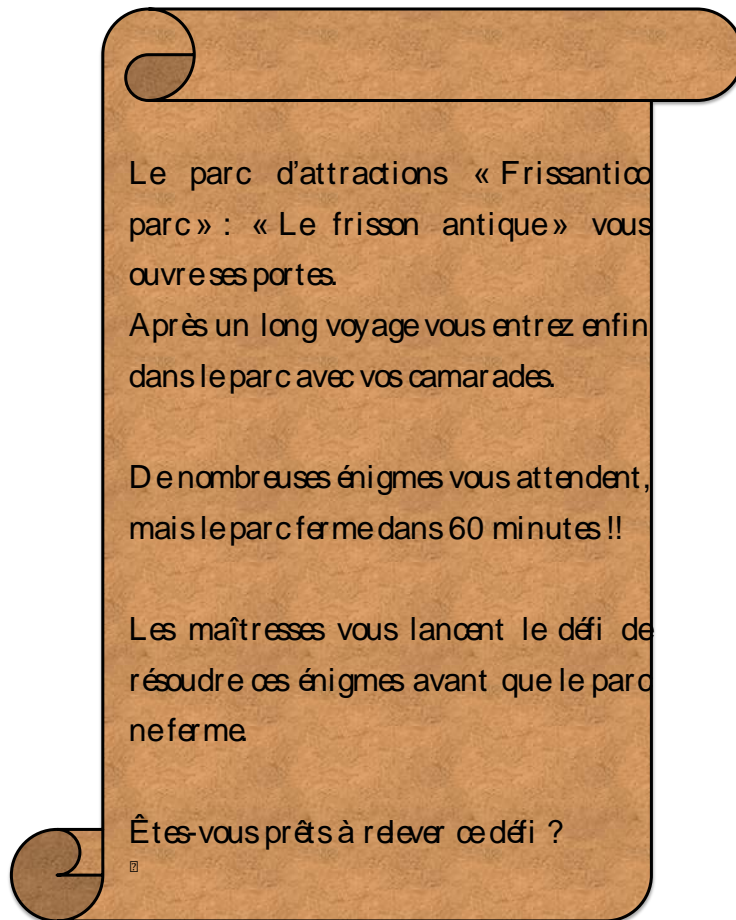 Le parc d'attractions « Frissantico
parc » : « Le frisson antique » vous
ouvre ses portes.
Après un long voyage vous entrez enfin
dans le parc avec vos camarades.
De nombreuses énigmes vous attendent,
mais le parc ferme dans 60 minutes !!
Les maîtresses vous lancent le défi de
résoudre ces énigmes avant que le parc
ne ferme.
Êtes-vous prêts à relever ce défi ?